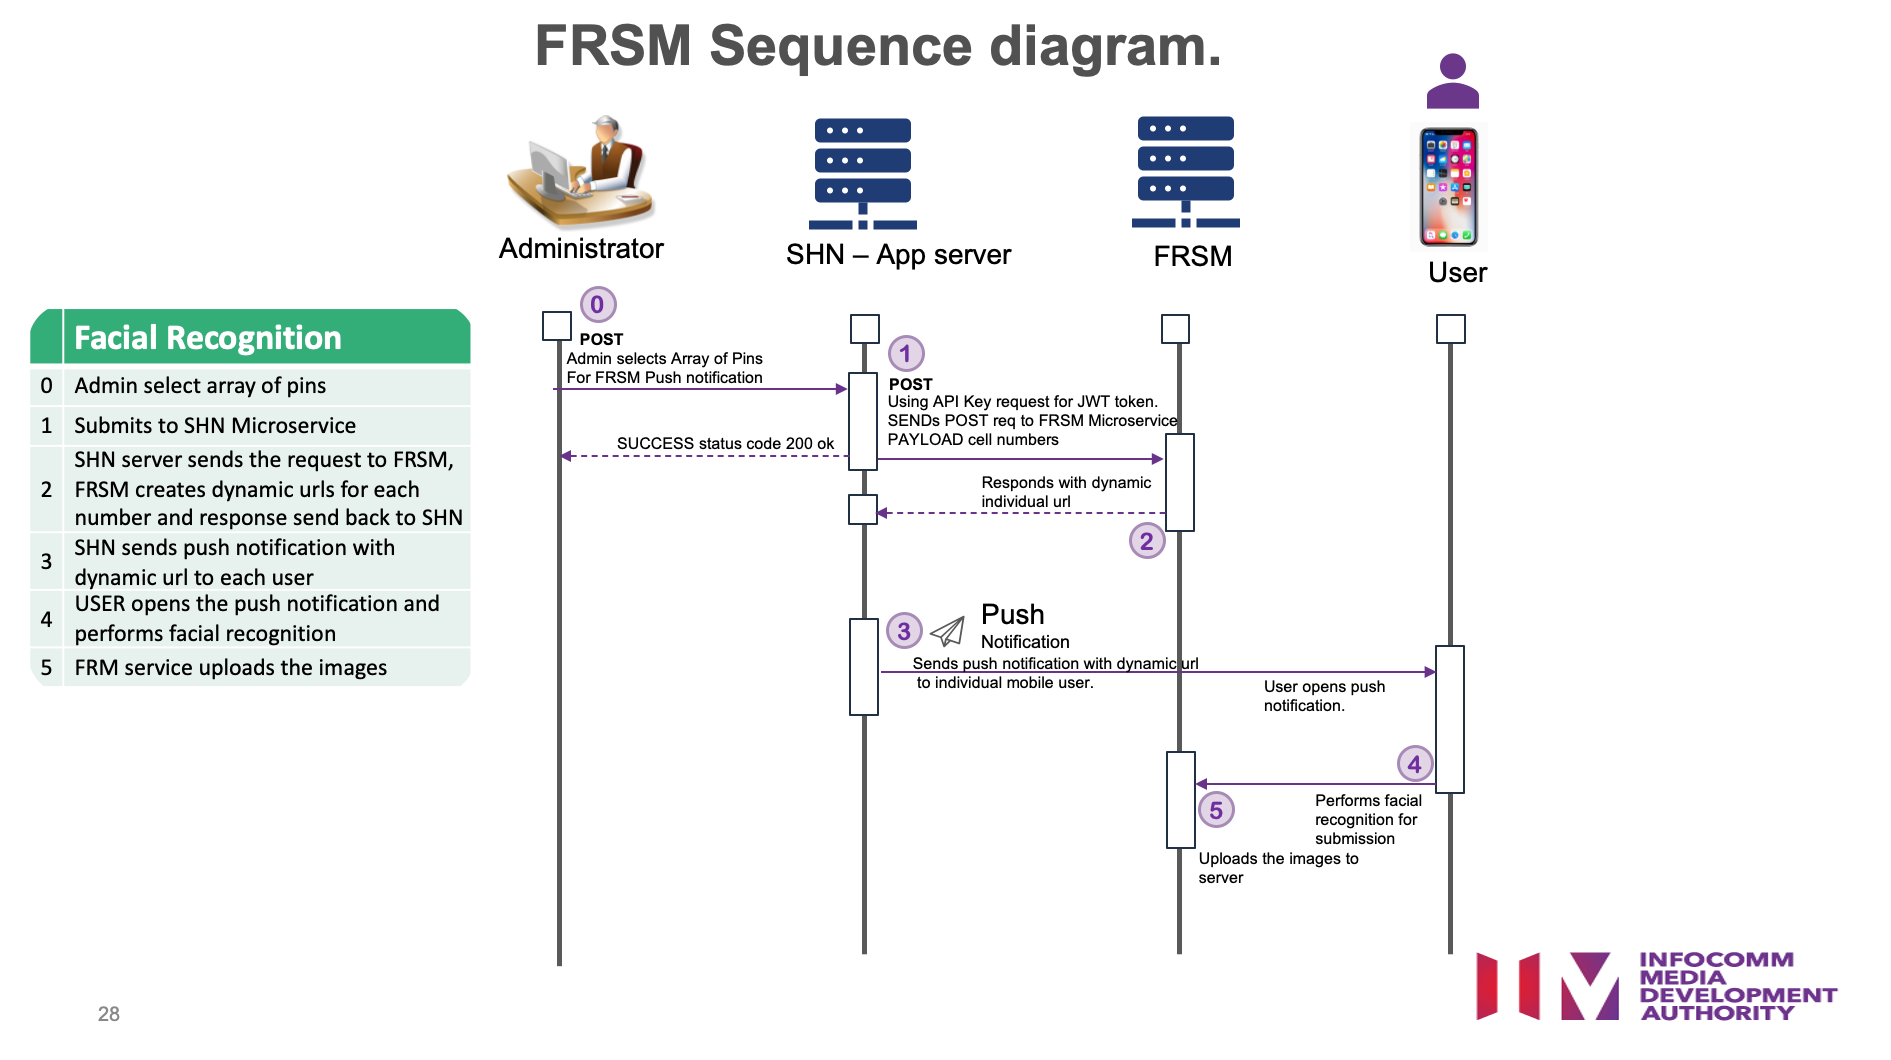 FRSM Sequence diagram.
Administrator
SHN – App server
FRSM
User
Facial Recognition
0 Admin select array of pins
1 Submits to SHN Microservice
2 SHN server sends the request to FRSM,
FRSM creates dynamic urls for each
number and response send back to SHN
3 SHN sends push notification with
dynamic url to each user
4 USER opens the push notification and
performs facial recognition
5 FRM service uploads the images
0
POST
Admin selects Array of Pins
For FRSM Push notification
1
POST
Using API Key request for JWT token.
SENDs POST req to FRSM Microservice
PAYLOAD cell numbers
SUCCESS status code 200 ok
Responds with dynamic
individual url
2
3
Push
Notification
Sends push notification with dynamic url
to individual mobile user.
User opens push
notification.
4
Performs facial
recognition for
submission
5
Uploads the images to
server
28
INFOCOMM
MEDIA
DEVELOPMENT
AUTHORITY